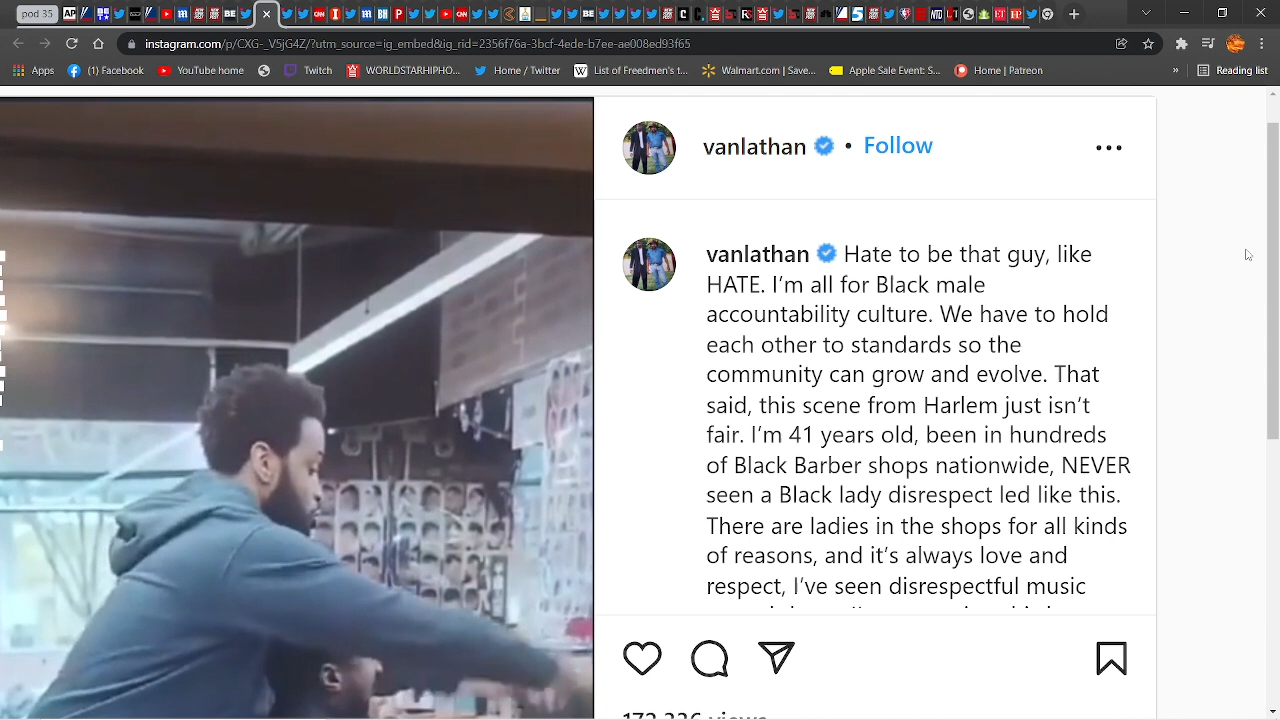 pod 35
instagram.com/p/CXG-_V5jG4Z/?utm_source=ig_embed&ig_rid=2356f76a-3bcf-4ede-b7ee-ae008ed93f65
Apps (1) Facebook YouTube home Twitch WORLDSTARHIPHO... Home / Twitter List of Freedmen's t... Walmart.com | Save... Apple Sale Event: S... Home | Patreon » Reading list
vanlathan • Follow
vanlathan Hate to be that guy, like
HATE. I'm all for Black male
accountability culture. We have to hold
each other to standards so the
community can grow and evolve. That
said, this scene from Harlem just isn't
fair. I'm 41 years old, been in hundreds
of Black Barber shops nationwide, NEVER
seen a Black lady disrespect led like this.
There are ladies in the shops for all kinds
of reasons, and it's always love and
respect, I've seen disrespectful music
172,336 views